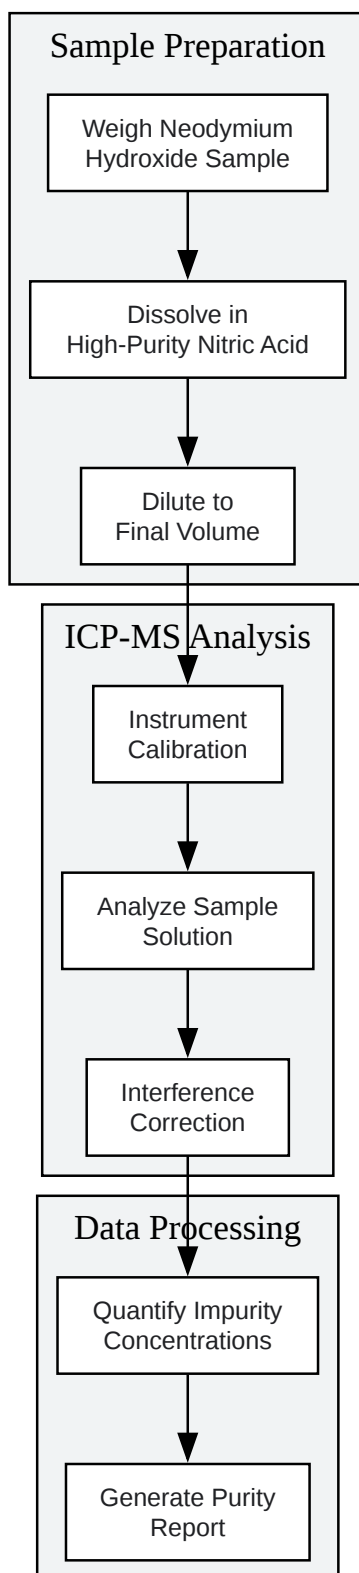 Sample Preparation
Weigh Neodymium
Hydroxide Sample
Dissolve in
High-Purity Nitric Acid
Dilute to
Final Volume
ICP-MS Analysis
Instrument
Calibration
Analyze Sample
Solution
Interference
Correction
Data Processing
Quantify Impurity
Concentrations
Generate Purity
Report